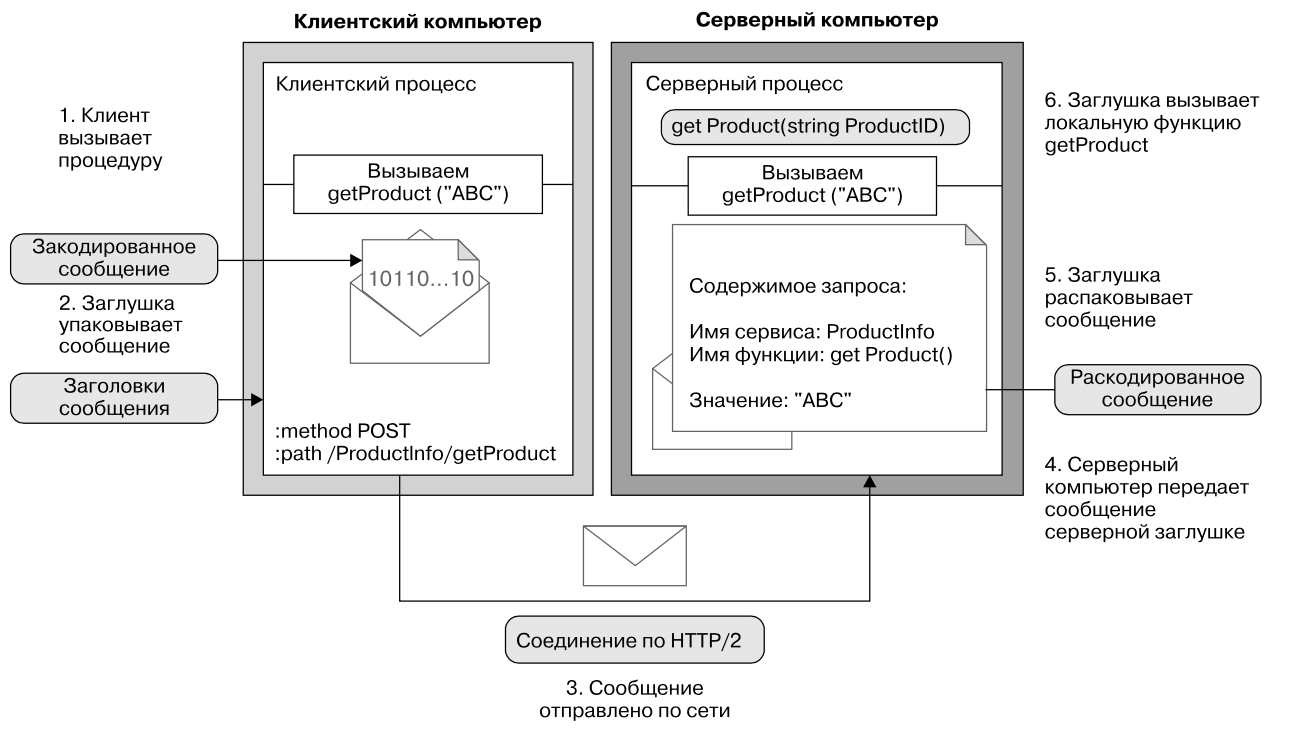 Клиентский компьютер
Серверный компьютер
1. Клиент
вызывает
процедуру
Закодированное
сообщение
2. Заглушка
упаковывает
сообщение
Заголовки
сообщения
Клиентский процесс
Вызываем
getProduct ("ABC")
10110...10
:method POST
:path /ProductInfo/getProduct
Серверный процесс
get Product(string ProductID)
Вызываем
getProduct ("ABC")
Содержимое запроса:
Имя сервиса: ProductInfo
Имя функции: get Product()
Значение: "ABC"
6. Заглушка вызывает
локальную функцию
getProduct
5. Заглушка
распаковывает
сообщение
Раскодированное
сообщение
4. Серверный
компьютер передает
сообщение
серверной заглушке
Соединение по HTTP/2
3. Сообщение
отправлено по сети